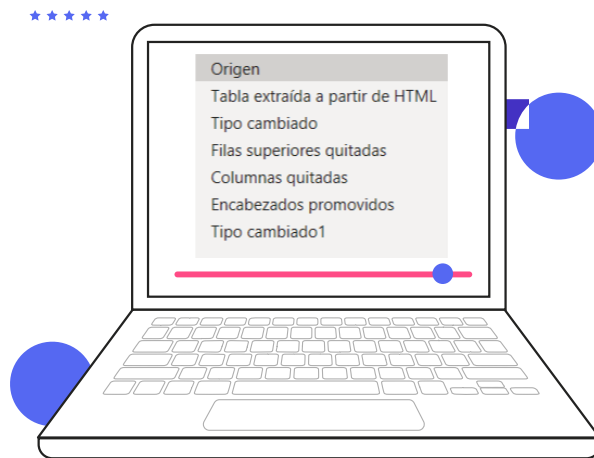 Origen
Tabla extraída a partir de HTML
Tipo cambiado
Filas superiores quitadas
Columnas quitadas
Encabezados promovidos
Tipo cambiado1